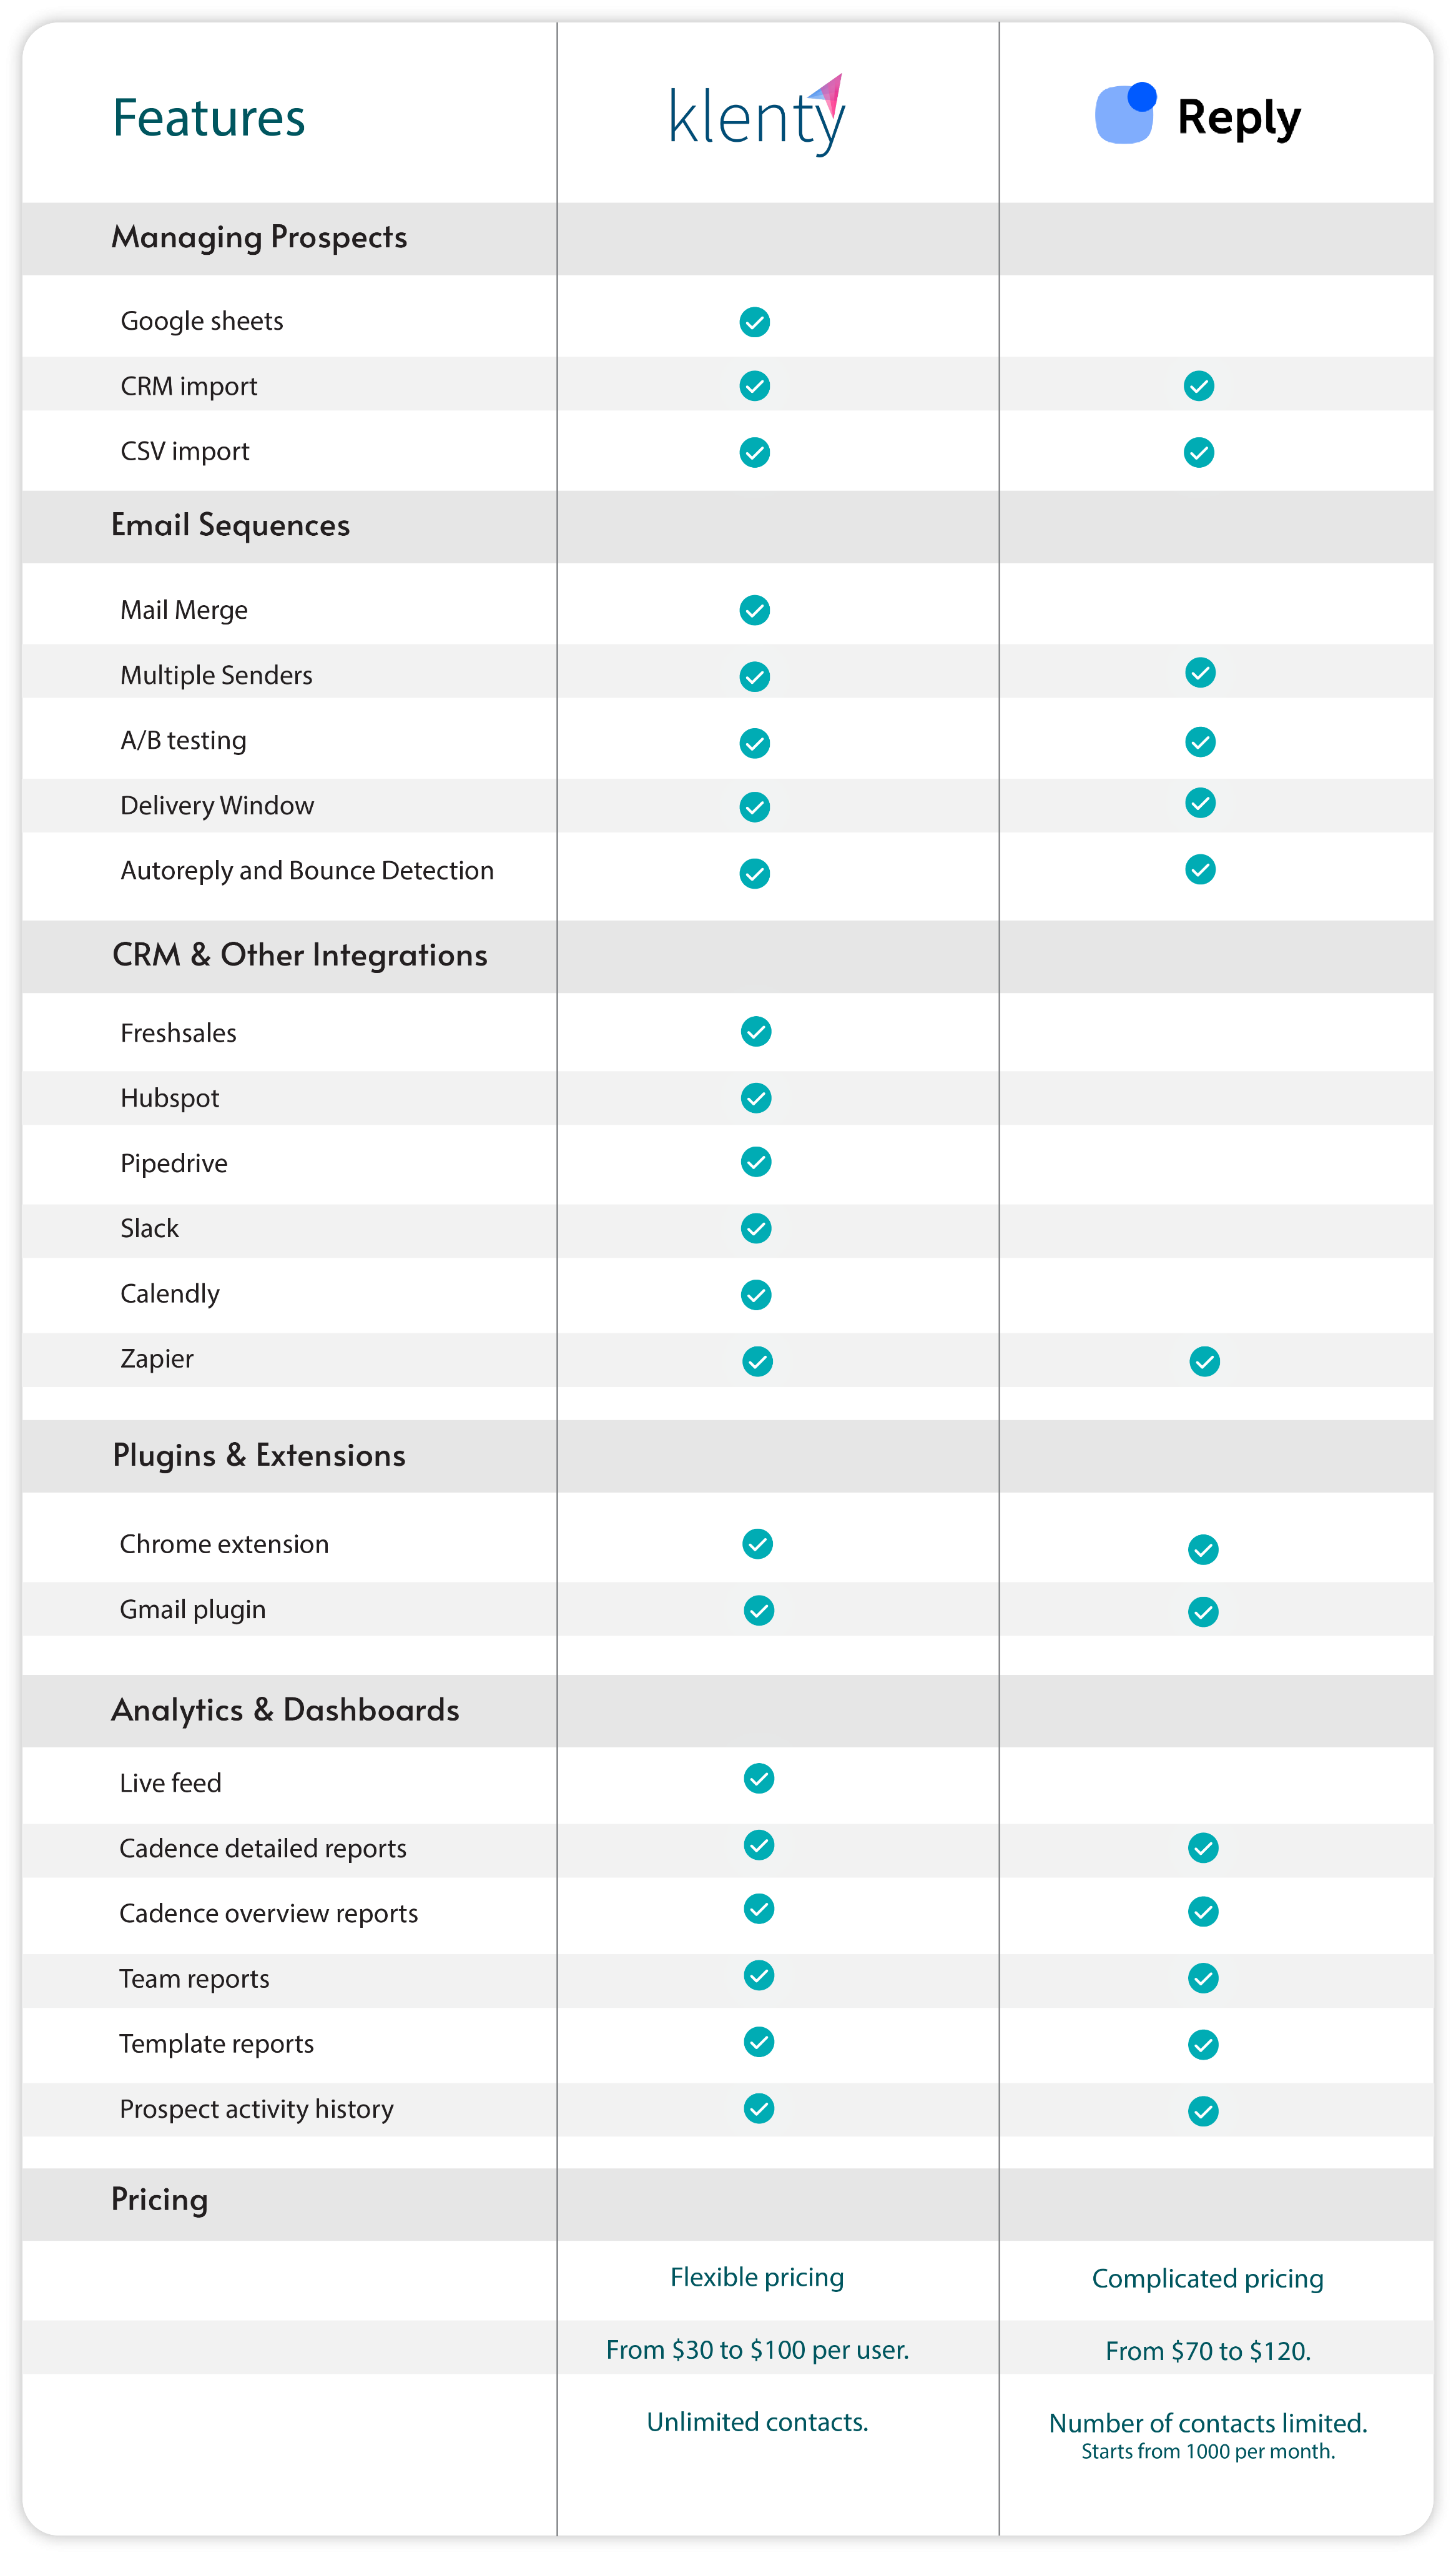 Features
klenty
Reply
Managing Prospects
Google sheets
CRM import
CSV import
Email Sequences
Mail Merge
Multiple Senders
A/B testing
Delivery Window
Autoreply and Bounce Detection
CRM & Other Integrations
Freshsales
Hubspot
Pipedrive
Slack
Calendly
Zapier
Plugins & Extensions
Chrome extension
Gmail plugin
Analytics & Dashboards
Live feed
Cadence detailed reports
Cadence overview reports
Team reports
Template reports
Prospect activity history
Pricing
Flexible pricing
Complicated pricing
From $30 to $100 per user.
From $70 to $120.
Unlimited contacts.
Number of contacts limited.
Starts from 1000 per month.